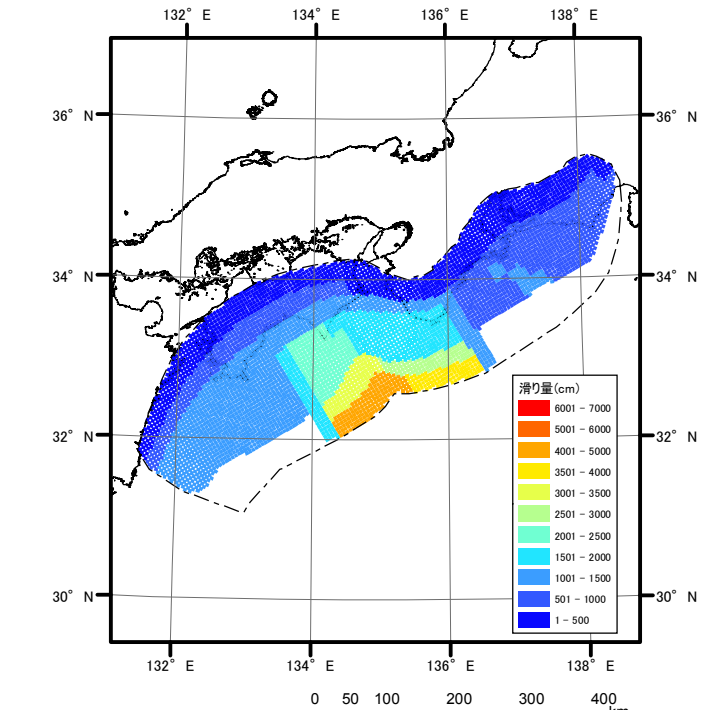 132° E 134° E 136° E 138° E
36° N 36° N
34° N 34° N
32° N 32° N
30° N 30° N
滑り量(cm)
6001 - 7000
5001 - 6000
4001 - 5000
3501 - 4000
3001 - 3500
2501 - 3000
2001 - 2500
1501 - 2000
1001 - 1500
501 - 1000
1 - 500
132° E 134° E 136° E 138° E
0 50 100 200 300 400
km